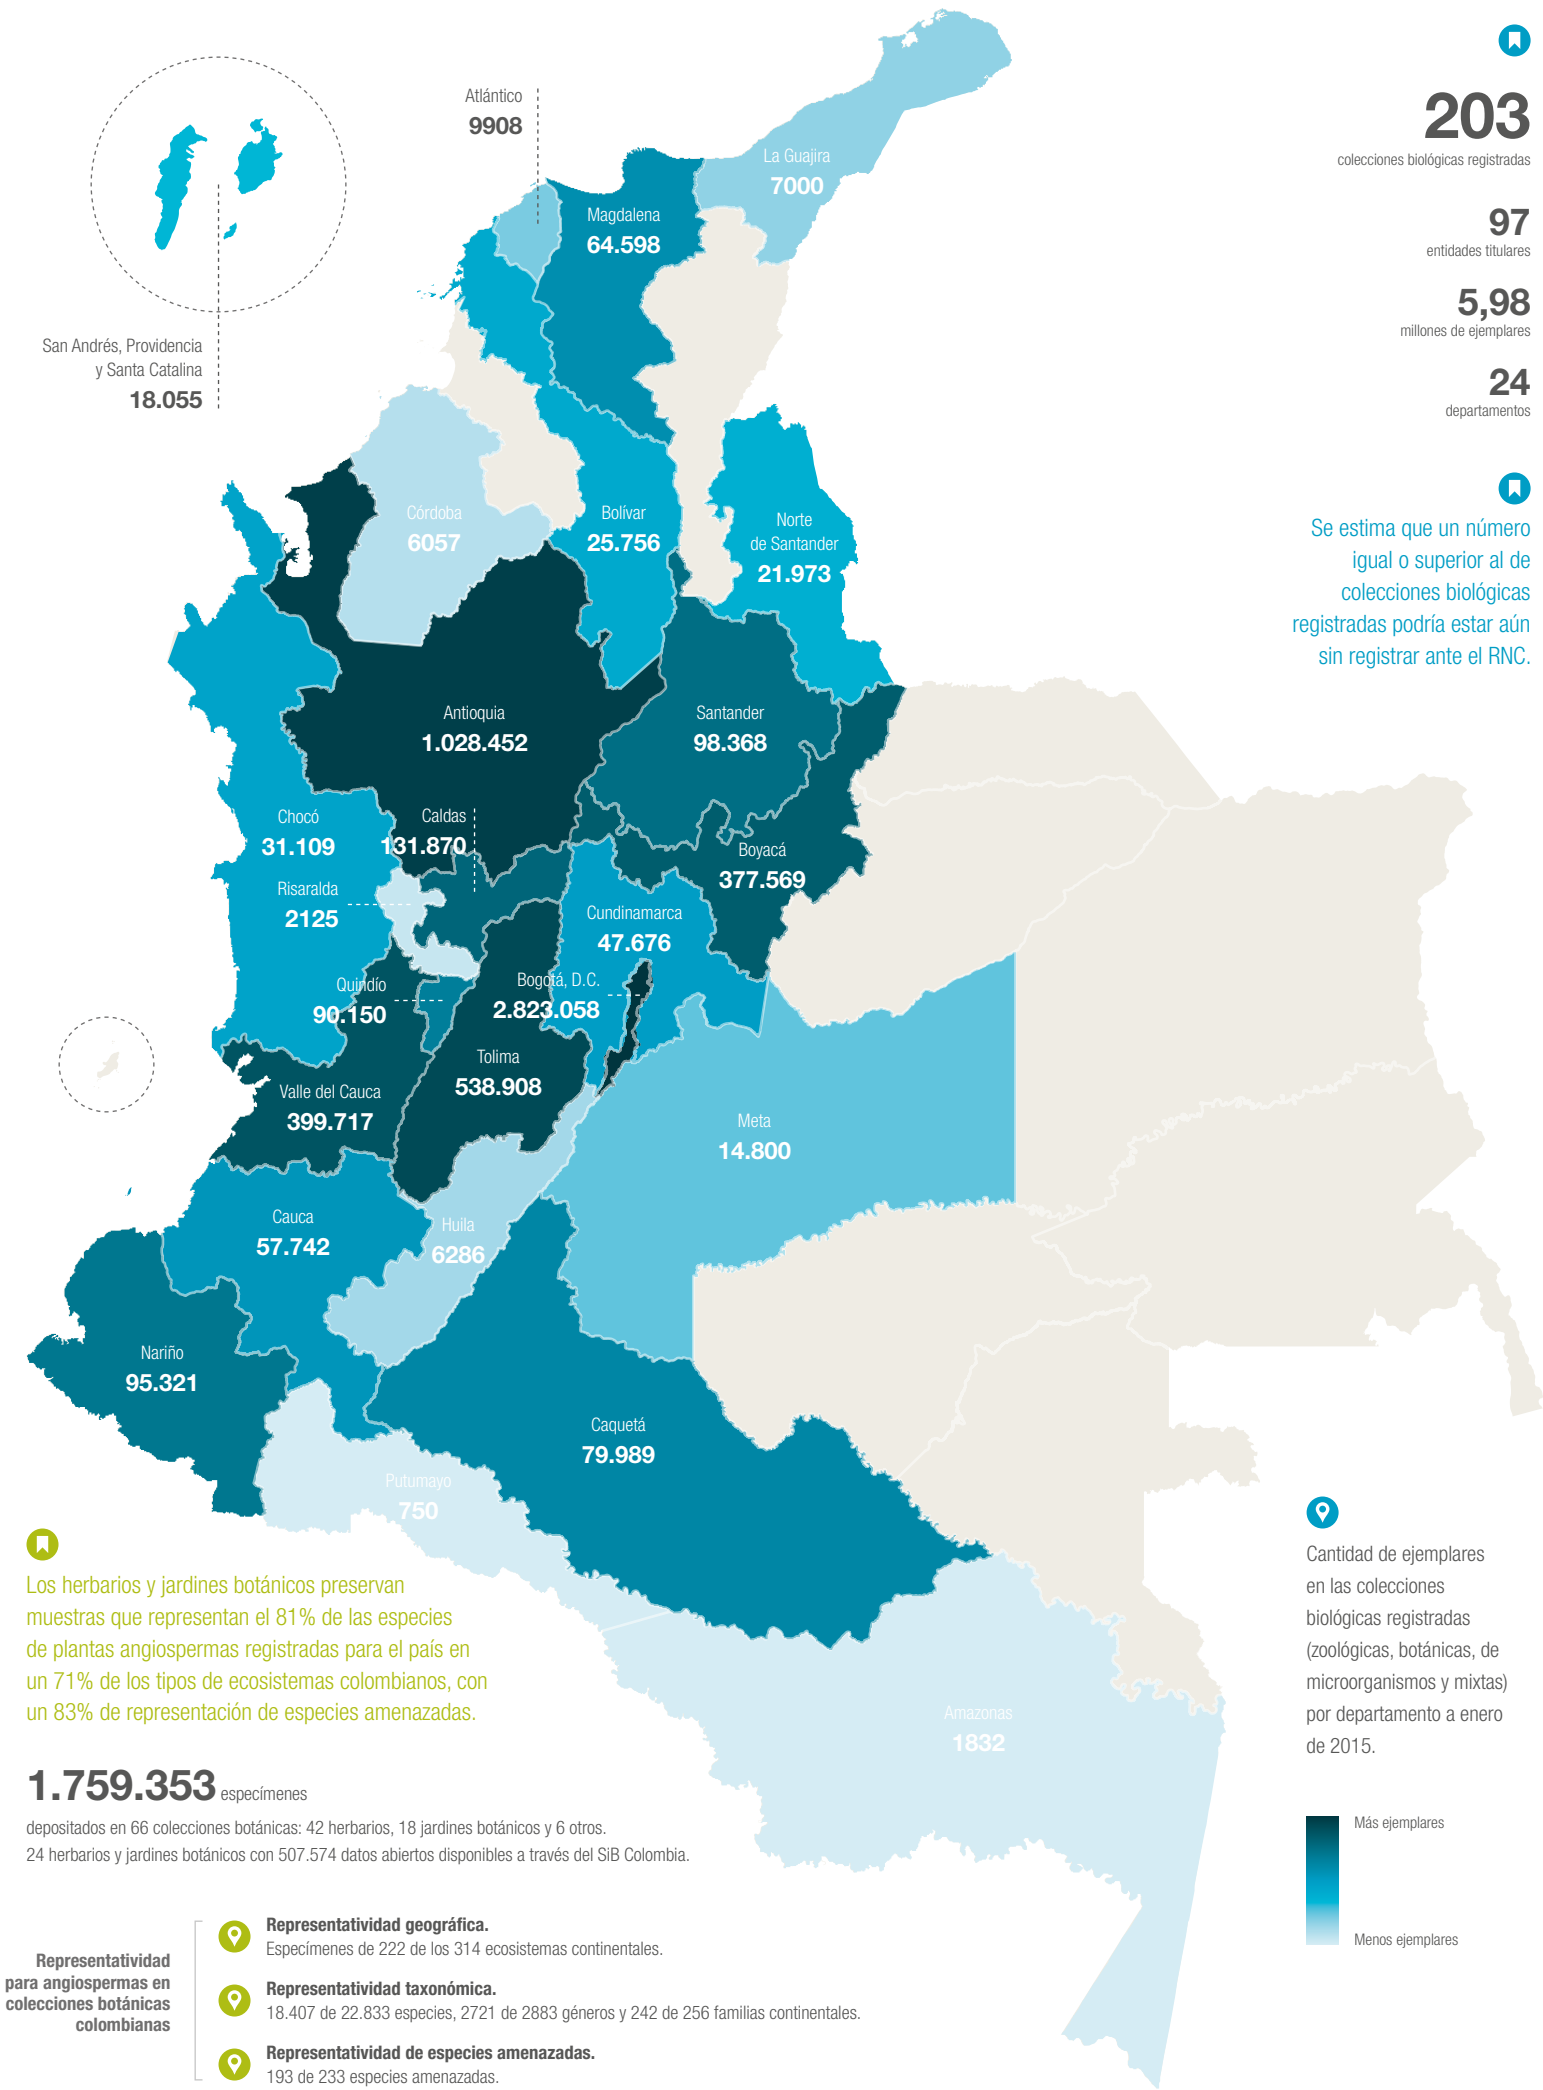 Atlántico
9908
La Guajira
7000
Magdalena
64.598
San Andrés, Providencia
y Santa Catalina
18.055
203
colecciones biológicas registradas
97
entidades titulares
5,98
millones de ejemplares
24
departamentos
Se estima que un número
igual o superior al de
colecciones biológicas
registradas podría estar aún
sin registrar ante el RNC.
Córdoba
6057
Bolívar
25.756
Norte
de Santander
21.973
Antioquia
1.028.452
Santander
98.368
Chocó
31.109
Caldas
131.870
Boyacá
377.569
Risaralda
2125
Cundinamarca
47.676
Quindío
90.150
Bogotá, D.C.
2.823.058
Tolima
538.908
Valle del Cauca
399.717
Meta
14.800
Cauca
57.742
Huila
6286
Nariño
95.321
Caquetá
79.989
Putumayo
750
Amazonas
1832
Los herbarios y jardines botánicos preservan
muestras que representan el 81% de las especies
de plantas angiospermas registradas para el país en
un 71% de los tipos de ecosistemas colombianos, con
un 83% de representación de especies amenazadas.
1.759.353 especímenes
depositados en 66 colecciones botánicas: 42 herbarios, 18 jardines botánicos y 6 otros.
24 herbarios y jardines botánicos con 507.574 datos abiertos disponibles a través del SiB Colombia.
Cantidad de ejemplares
en las colecciones
biológicas registradas
(zoológicas, botánicas, de
microorganismos y mixtas)
por departamento a enero
de 2015.
Más ejemplares
Menos ejemplares
Representatividad
para angiospermas en
colecciones botánicas
colombianas
Representatividad geográfica.
Especímenes de 222 de los 314 ecosistemas continentales.
Representatividad taxonómica.
18.407 de 22.833 especies, 2721 de 2883 géneros y 242 de 256 familias continentales.
Representatividad de especies amenazadas.
193 de 233 especies amenazadas.